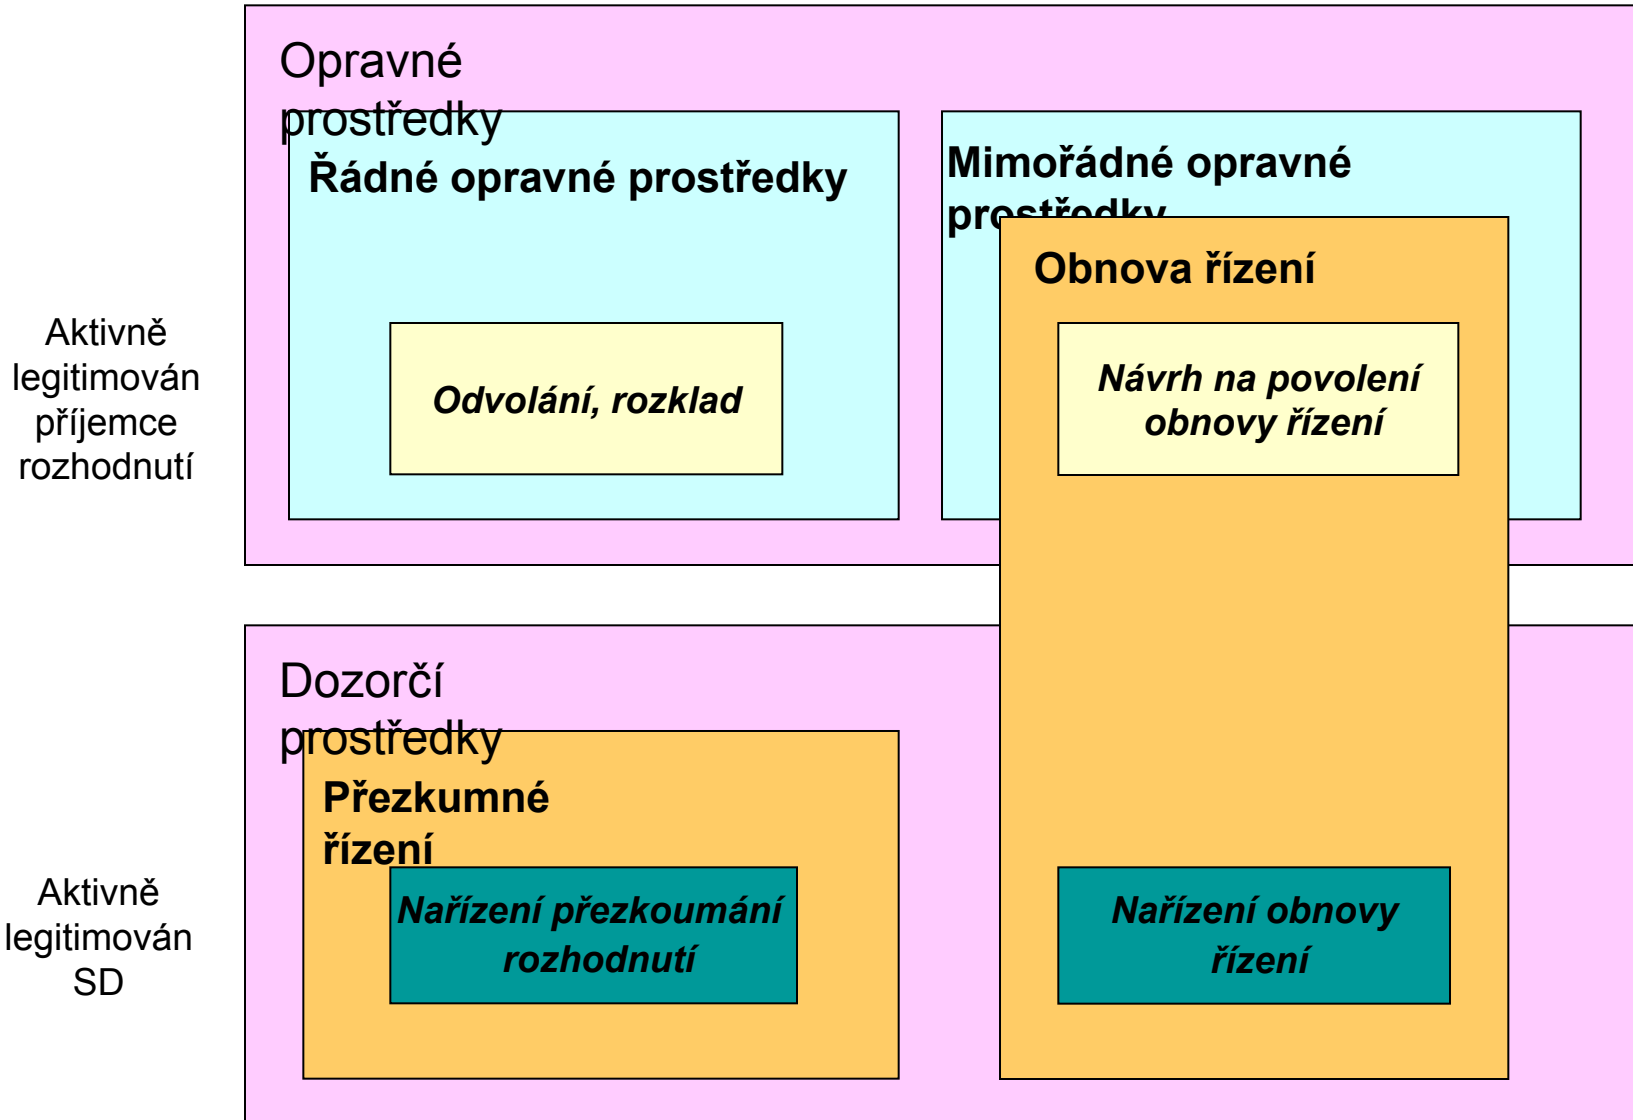 Opravné
prostředky
Řádné opravné prostředky
Mimořádné opravné
prostředky
Obnova řízení
Aktivně
legitimován
příjemce
rozhodnutí
Odvolání, rozklad
Návrh na povolení
obnovy řízení
Dozorčí
prostředky
Přezkumné
řízení
Aktivně
legitimován
SD
Nařízení přezkoumání
rozhodnutí
Nařízení obnovy
řízení